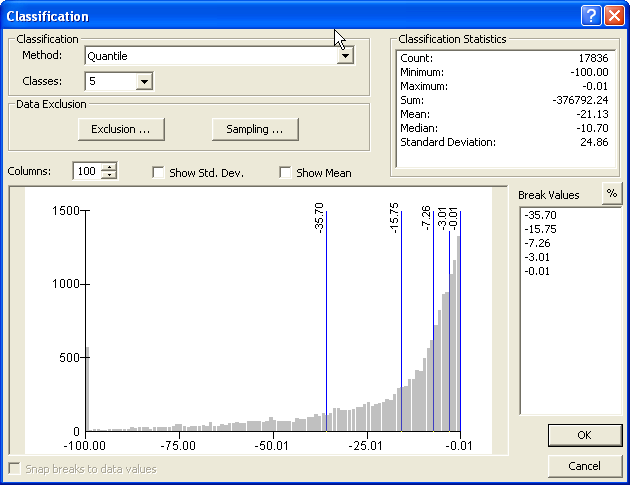 Classification
Classification
Method: Quantile
Classes: 5
Data Exclusion
Exclusion ...
Sampling ...
Classification Statistics
Count: 17836
Minimum: -100.00
Maximum: -0.01
Sum: -376792.24
Mean: -21.13
Median: -10.70
Standard Deviation: 24.86
Columns: 100 Show Std. Dev. Show Mean
Break Values %
-35.70
-15.75
-7.26
-3.01
-0.01
-35.70
-15.75
-7.26
-3.01
-0.01
1500
1000
500
0
-100.00 -75.00 -50.01 -25.01 -0.01
Snap breaks to data values
OK
Cancel